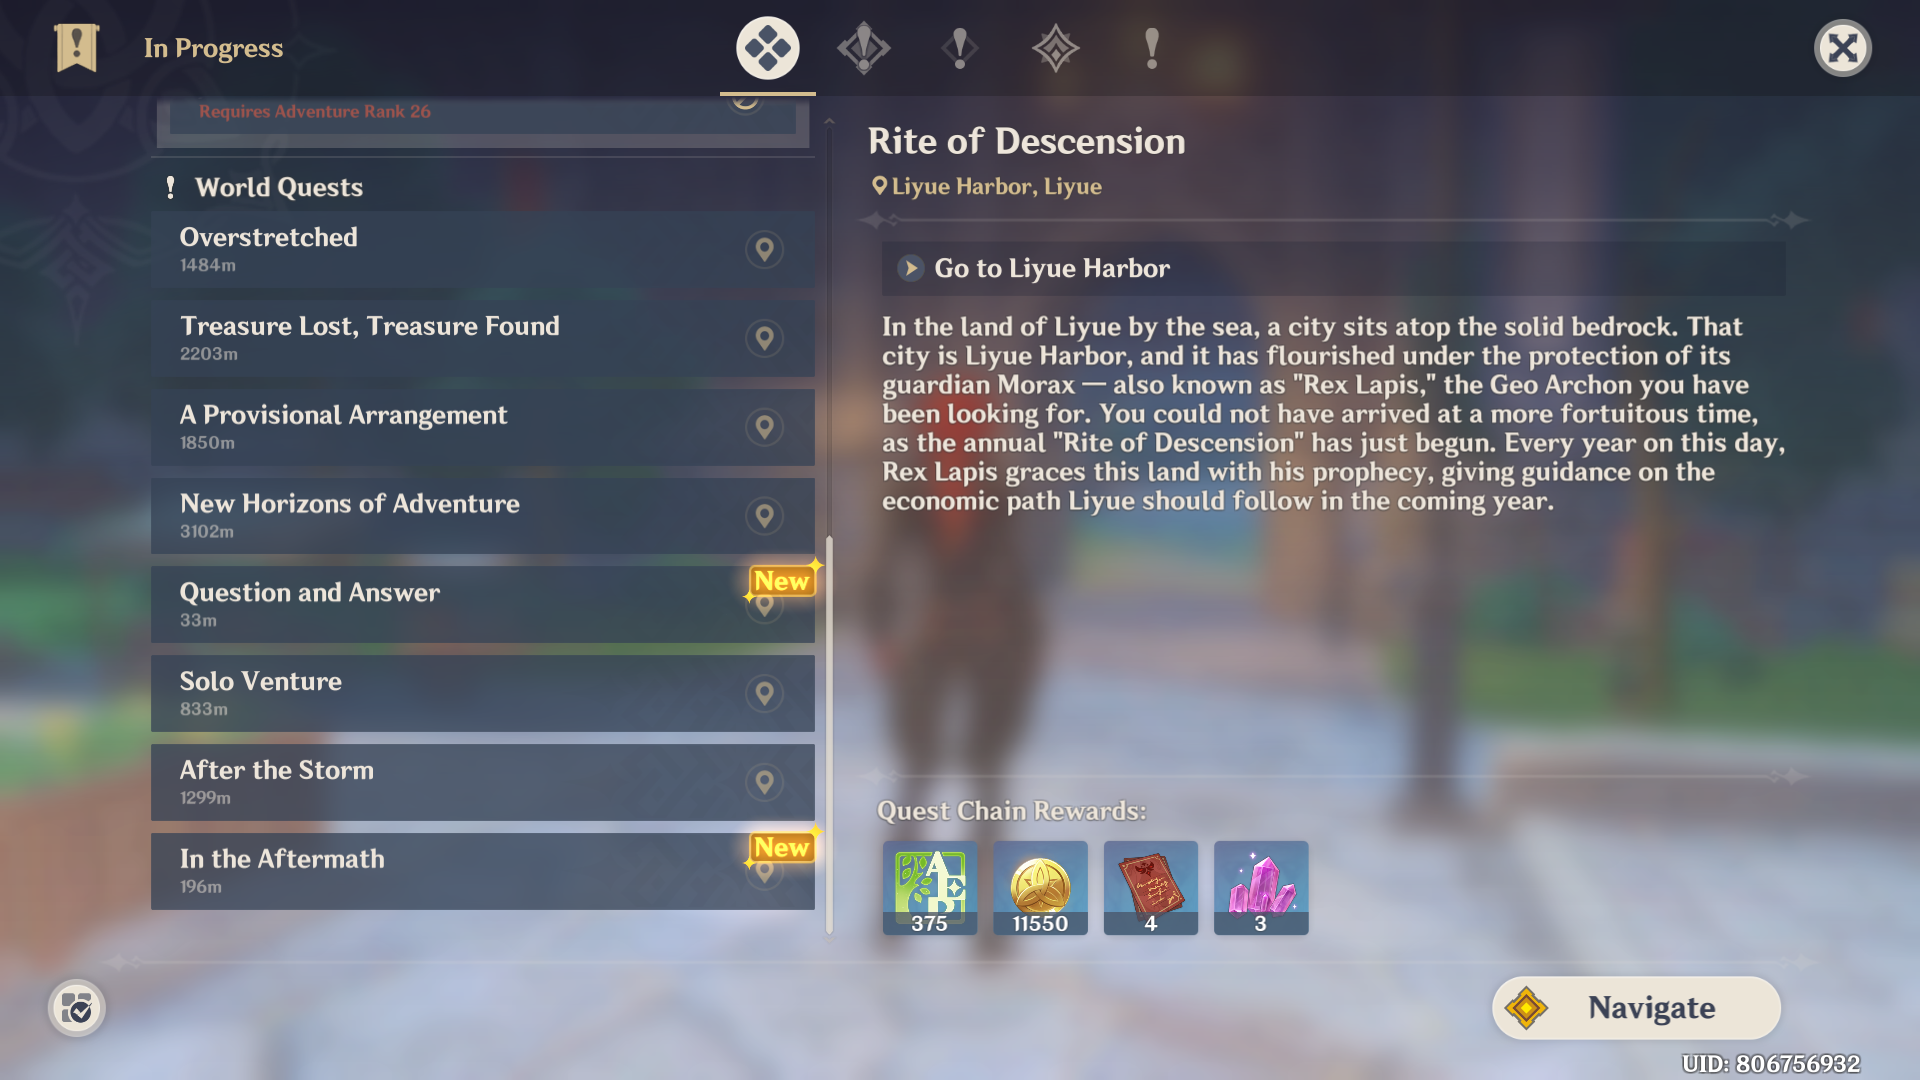 In Progress
Requires Adventure Rank 26
World Quests
Overstretched
1484m
Treasure Lost, Treasure Found
2203m
A Provisional Arrangement
1850m
New Horizons of Adventure
3102m
New
Question and Answer
33m
Solo Venture
833m
After the Storm
1299m
New
In the Aftermath
196m
Rite of Descension
Liyue Harbor, Liyue
Go to Liyue Harbor
In the land of Liyue by the sea, a city sits atop the solid bedrock. That
city is Liyue Harbor, and it has flourished under the protection of its
guardian Morax — also known as "Rex Lapis," the Geo Archon you have
been looking for. You could not have arrived at a more fortuitous time,
as the annual "Rite of Descension" has just begun. Every year on this day,
Rex Lapis graces this land with his prophecy, giving guidance on the
economic path Liyue should follow in the coming year.
Quest Chain Rewards:
375
11550
4
3
Navigate
UID: 806756932